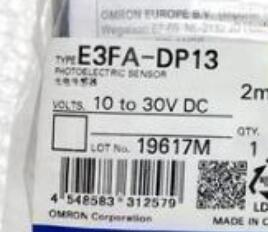 OMRON EUROPE B.V.
TYPE E3FA-DP13
PHOTOELECTRIC SENSOR
2m
VOLTS. 10 to 30V DC
QTY.
LOT No. 19617M 1
4 548583 312579
OMRON Corporation
LD
MADE IN